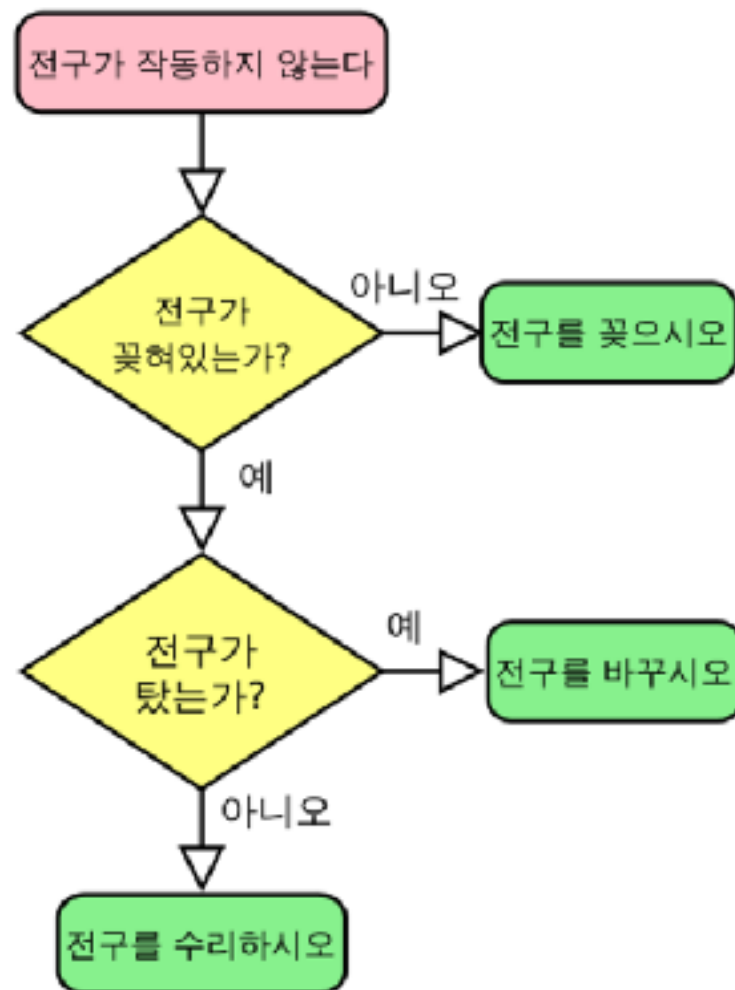 전구가 작동하지 않는다
전구가
꽂혀있는가?
아니오
전구를 꽂으시오
예
전구가
탔는가?
예
전구를 바꾸시오
아니오
전구를 수리하시오